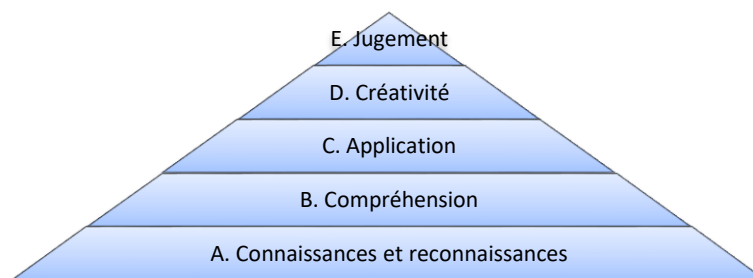 E. Jugement
D. Créativité
C. Application
B. Compréhension
A. Connaissances et reconnaissances